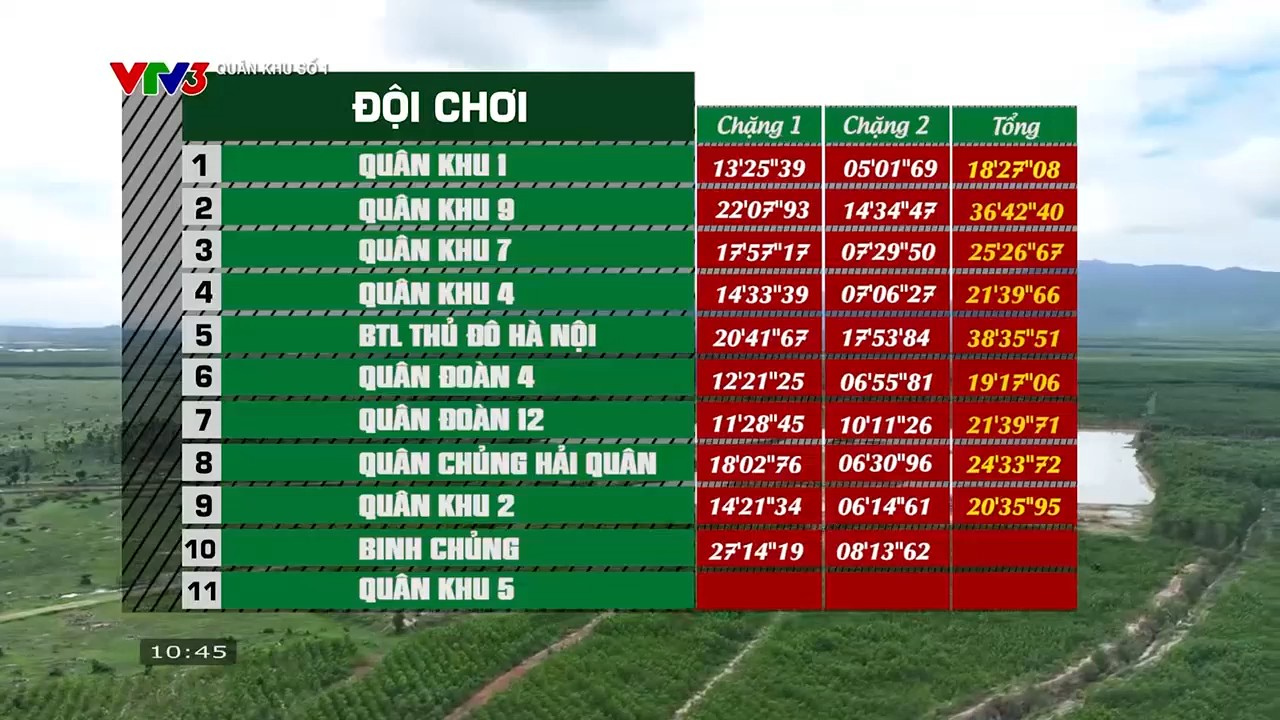 VTV3 QUÂN KHU SỐ 1
ĐỘI CHƠI Chặng 1 Chặng 2 Tổng
1 QUÂN KHU 1 13'25"39 05'01"69 18'27"08
2 QUÂN KHU 9 22'07"93 14'34"47 36'42"40
3 QUÂN KHU 7 17'57"17 07'29"50 25'26"67
4 QUÂN KHU 4 14'33"39 07'06"27 21'39"66
5 BTL THỦ ĐÔ HÀ NỘI 20'41"67 17'53"84 38'35"51
6 QUÂN ĐOÀN 4 12'21"25 06'55"81 19'17"06
7 QUÂN ĐOÀN 12 11'28"45 10'11"26 21'39"71
8 QUÂN CHỦNG HẢI QUÂN 18'02"76 06'30"96 24'33"72
9 QUÂN KHU 2 14'21"34 06'14"61 20'35"95
10 BINH CHỦNG 27'14"19 08'13"62
11 QUÂN KHU 5
10:45